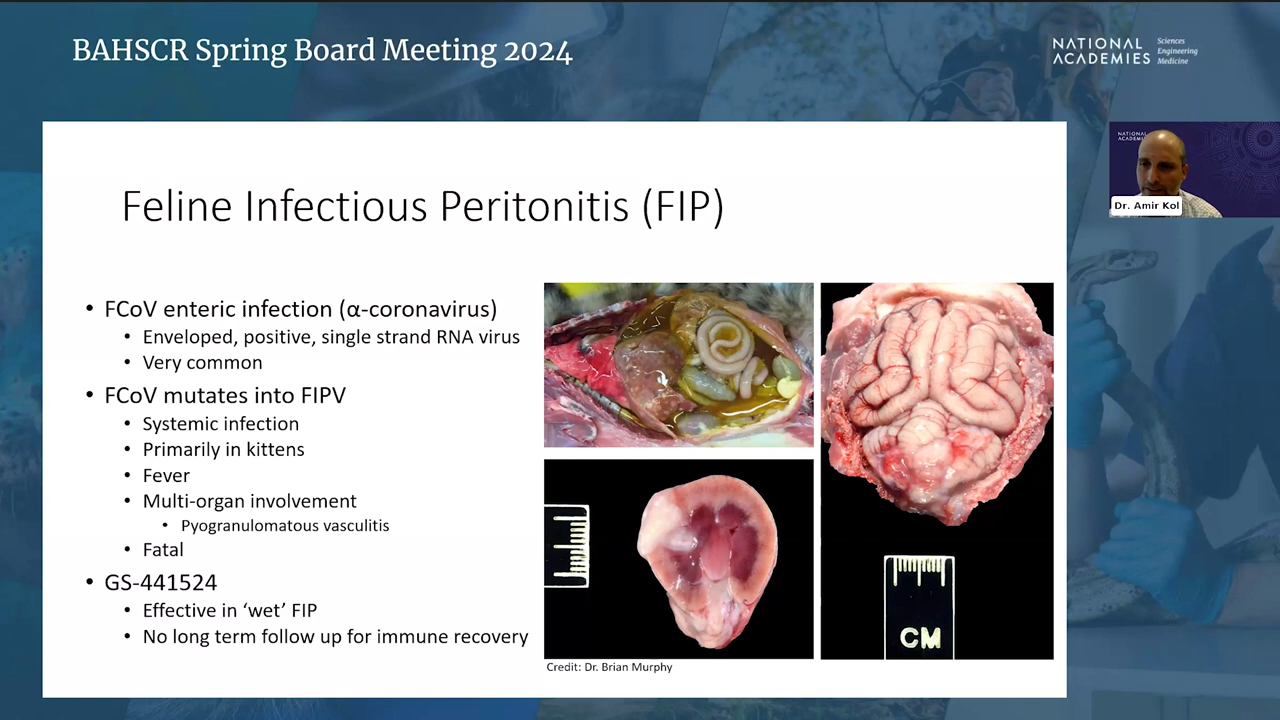 BAHSCR Spring Board Meeting 2024
NATIONAL
ACADEMIES
Sciences
Engineering
Medicine
NATIONAL
Dr. Amir Kol
Feline Infectious Peritonitis (FIP)
• FCoV enteric infection (α-coronavirus)
• Enveloped, positive, single strand RNA virus
• Very common
• FCoV mutates into FIPV
• Systemic infection
• Primarily in kittens
• Fever
• Multi-organ involvement
• Pyogranulomatous vasculitis
• Fatal
• GS-441524
• Effective in ‘wet’ FIP
• No long term follow up for immune recovery
CM
Credit: Dr. Brian Murphy